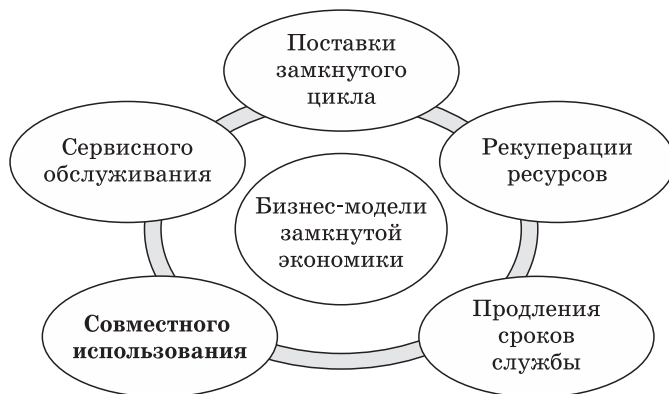 Поставки
замкнутого
цикла
Сервисного
обслуживания
Рекуперации
ресурсов
Бизнес-модели
замкнутой
экономики
Совместного
использования
Продления
сроков
службы